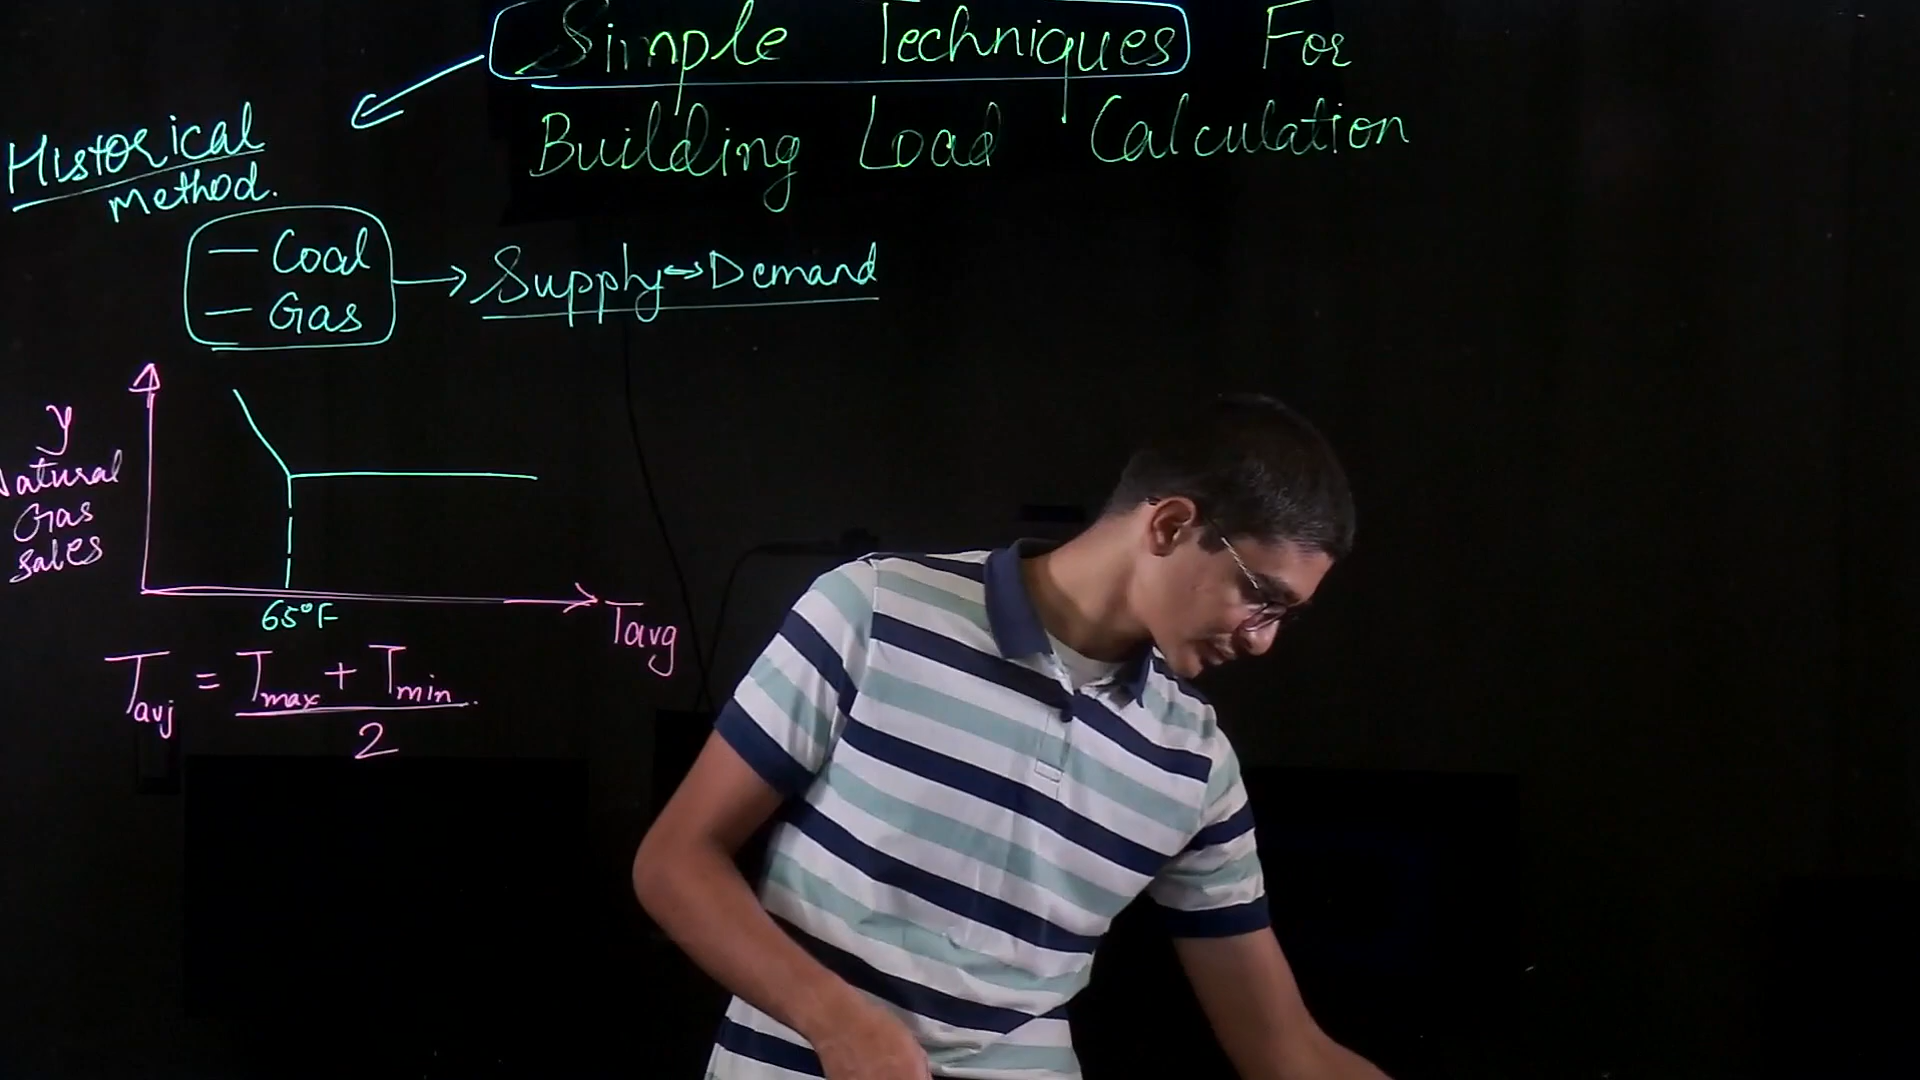 Simple Techniques For
Building Load Calculation
Historical
Method.
— Coal
— Gas
Supply ↔ Demand
y
Natural
Gas
Sales
65°F
Tavg
Tavj = Tmax + Tmin
2